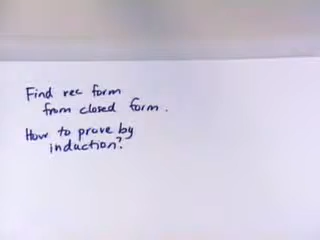 Find rec form
from closed form.
How to prove by
induction?